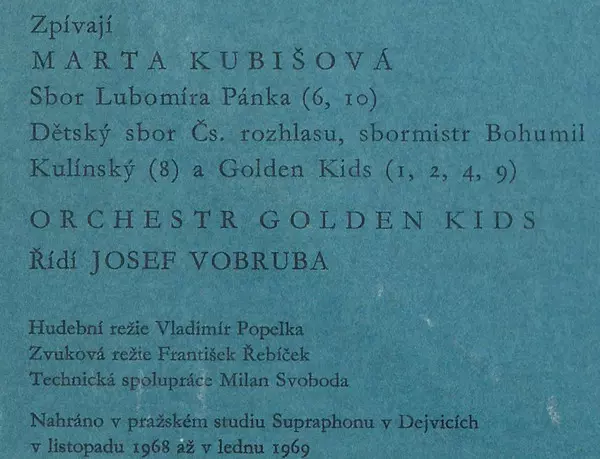 Zpívají
MARTA KUBIŠOVÁ
Sbor Lubomíra Pánka (6, 10)
Dětský sbor Čs. rozhlasu, sbormistr Bohumil
Kulínský (8) a Golden Kids (1, 2, 4, 9)
ORCHESTR GOLDEN KIDS
Řídí JOSEF VOBRUBA
Hudební režie Vladimír Popelka
Zvuková režie František Řebíček
Technická spolupráce Milan Svoboda
Nahráno v pražském studiu Supraphonu v Dejvicích
v listopadu 1968 až v lednu 1969